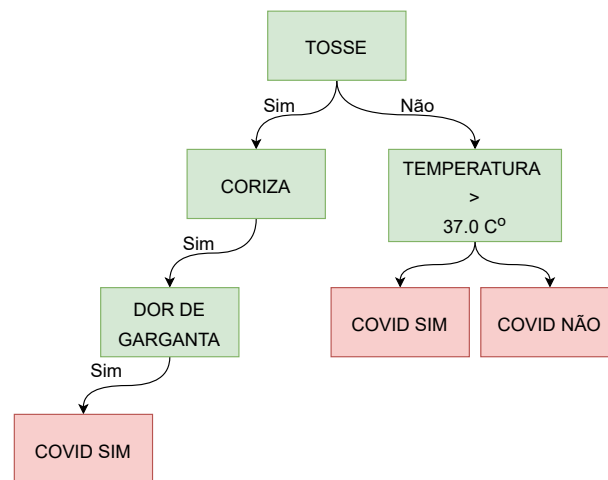 TOSSE
Sim
Não
CORIZA
TEMPERATURA
>
37.0 Cº
Sim
DOR DE
GARGANTA
COVID SIM
COVID NÃO
Sim
COVID SIM